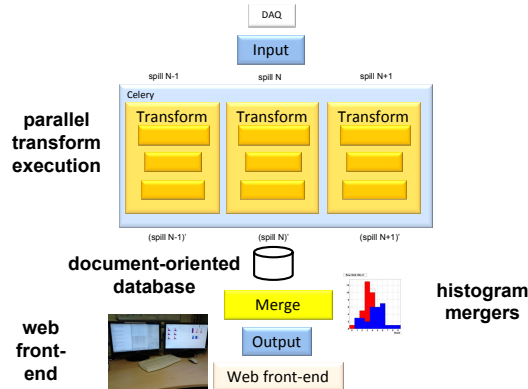 DAQ
Input
spill N-1
spill N
spill N+1
Celery
Transform
Transform
Transform
parallel
transform
execution
(spill N-1)'
(spill N)'
(spill N+1)'
document-oriented
database
Merge
histogram
mergers
web
front-
end
Output
Web front-end